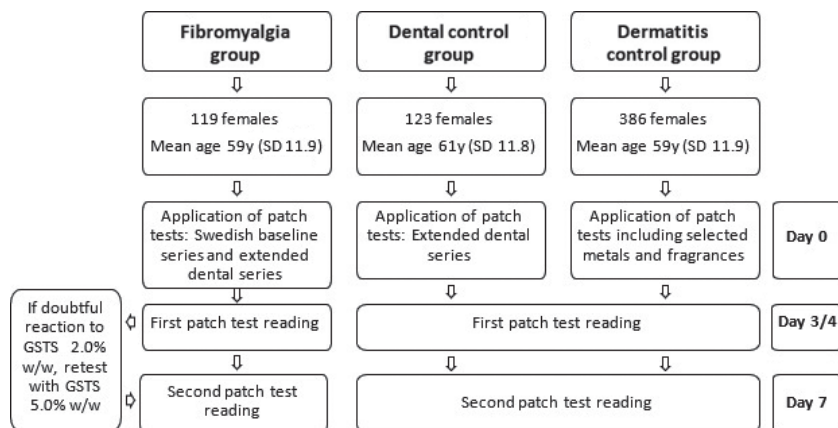 Fibromyalgia
group
Dental control
group
Dermatitis
control group
119 females
Mean age 59y (SD 11.9)
123 females
Mean age 61y (SD 11.8)
386 females
Mean age 59y (SD 11.9)
Application of patch
tests: Swedish baseline
series and extended
dental series
Application of patch
tests: Extended dental
series
Application of patch
tests including selected
metals and fragrances
Day 0
If doubtful
reaction to
GSTS 2.0%
w/w, retest
with GSTS
5.0% w/w
First patch test reading
First patch test reading
Day 3/4
Second patch test
reading
Second patch test reading
Day 7